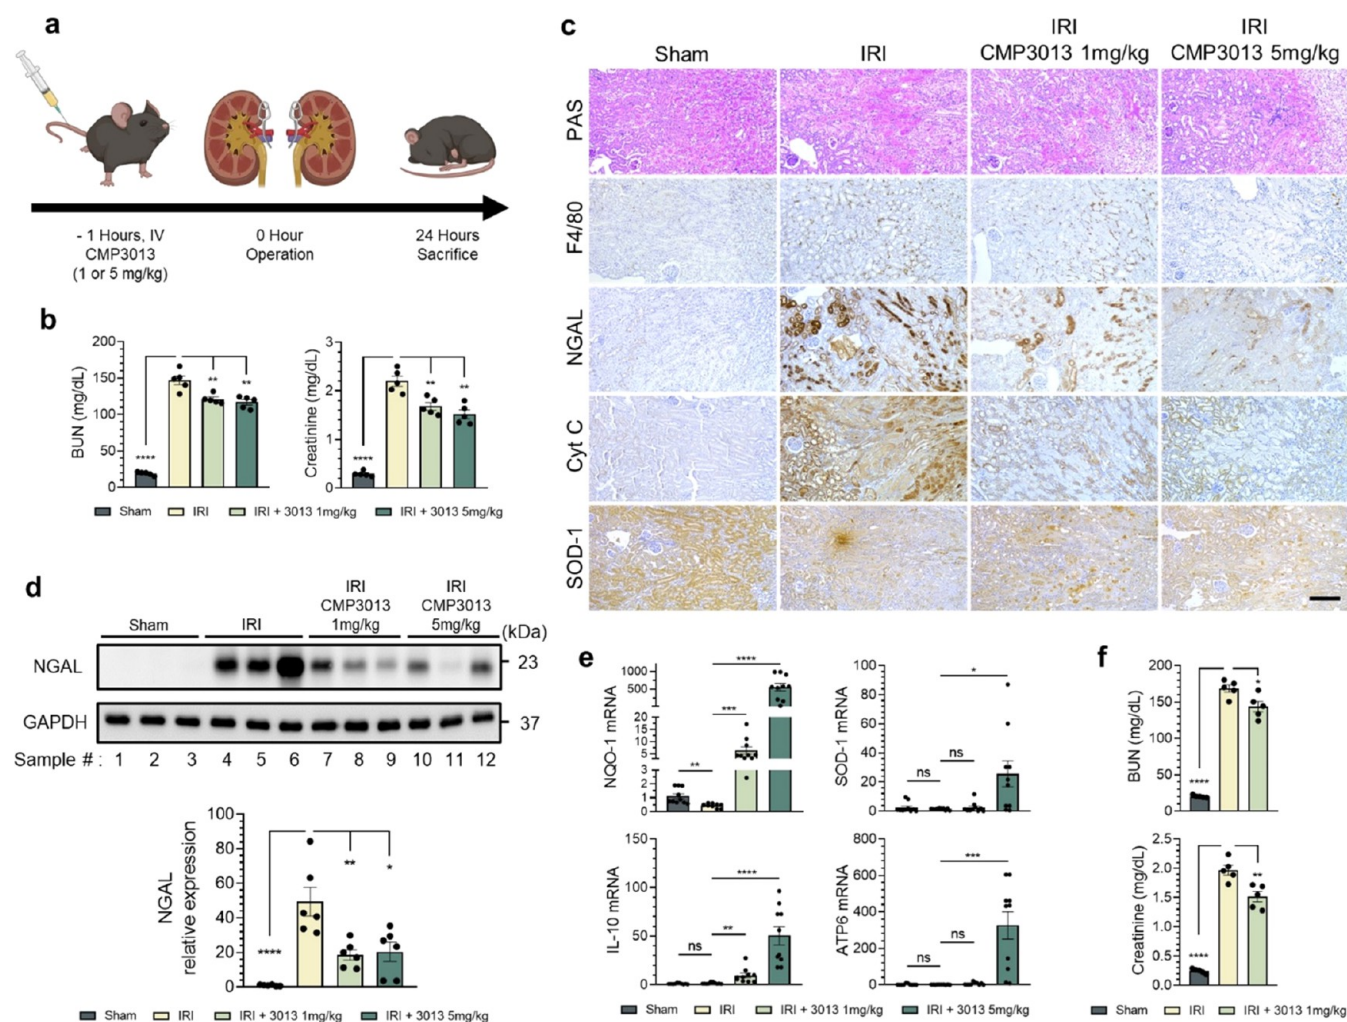 a
- 1 Hours, IV
CMP3013
(1 or 5 mg/kg)
0 Hour
Operation
24 Hours
Sacrifice
b
BUN (mg/dL)
200
150
100
50
0
****
**
**
Creatinine (mg/dL)
3
2
1
0
****
**
**
Sham
IRI
IRI + 3013 1mg/kg
IRI + 3013 5mg/kg
c
Sham
IRI
IRI
CMP3013 1mg/kg
IRI
CMP3013 5mg/kg
PAS
F4/80
NGAL
Cyt C
SOD-1
d
Sham
IRI
IRI
CMP3013
1mg/kg
IRI
CMP3013
5mg/kg
(kDa)
NGAL
23
GAPDH
37
Sample # : 1 2 3 4 5 6 7 8 9 10 11 12
NGAL
relative expression
100
80
60
40
20
0
****
**
*
Sham
IRI
IRI + 3013 1mg/kg
IRI + 3013 5mg/kg
e
NQO-1 mRNA
1000
500
20
15
10
5
3
2
1
0
**
***
****
SOD-1 mRNA
100
80
60
40
20
0
ns
ns
*
IL-10 mRNA
150
100
50
0
ns
**
****
ATP6 mRNA
800
600
400
200
0
ns
ns
***
Sham
IRI
IRI + 3013 1mg/kg
IRI + 3013 5mg/kg
f
BUN (mg/dL)
200
150
100
50
0
****
*
Creatinine (mg/dL)
2.5
2.0
1.5
1.0
0.5
0.0
****
**
Sham
IRI
IRI + 3013 1mg/kg